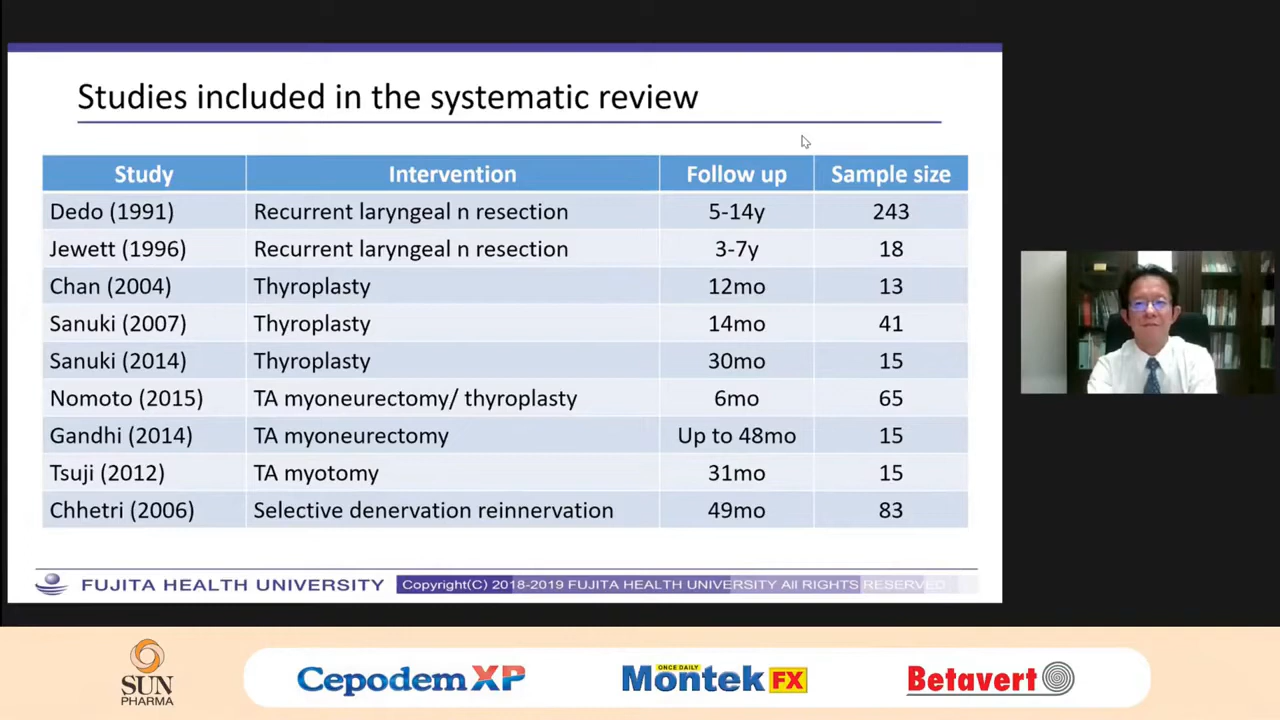 Studies included in the systematic review
Study Intervention Follow up Sample size
Dedo (1991) Recurrent laryngeal n resection 5-14y 243
Jewett (1996) Recurrent laryngeal n resection 3-7y 18
Chan (2004) Thyroplasty 12mo 13
Sanuki (2007) Thyroplasty 14mo 41
Sanuki (2014) Thyroplasty 30mo 15
Nomoto (2015) TA myoneurectomy/ thyroplasty 6mo 65
Gandhi (2014) TA myoneurectomy Up to 48mo 15
Tsuji (2012) TA myotomy 31mo 15
Chhetri (2006) Selective denervation reinnervation 49mo 83
FUJITA HEALTH UNIVERSITY Copyright(C) 2018-2019 FUJITA HEALTH UNIVERSITY All RIGHTS RESERVED
SUN
PHARMA
Cepodem XP
ONCE DAILY
Montek FX
Betavert